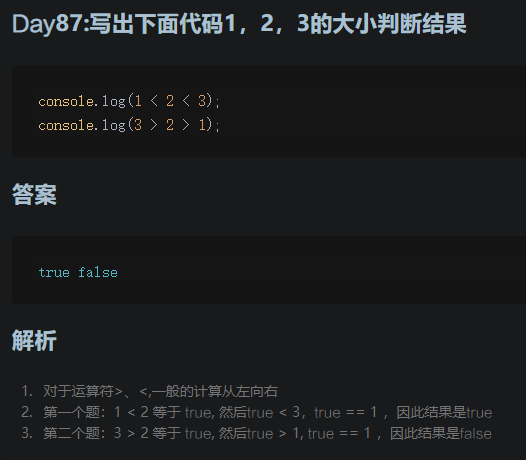 Day87:写出下面代码1，2，3的大小判断结果
console.log(1 < 2 < 3);
console.log(3 > 2 > 1);
答案
true false
解析
1. 对于运算符>、<,一般的计算从左向右
2. 第一个题：1 < 2 等于 true, 然后true < 3，true == 1 ，因此结果是true
3. 第二个题：3 > 2 等于 true, 然后true > 1, true == 1 ，因此结果是false